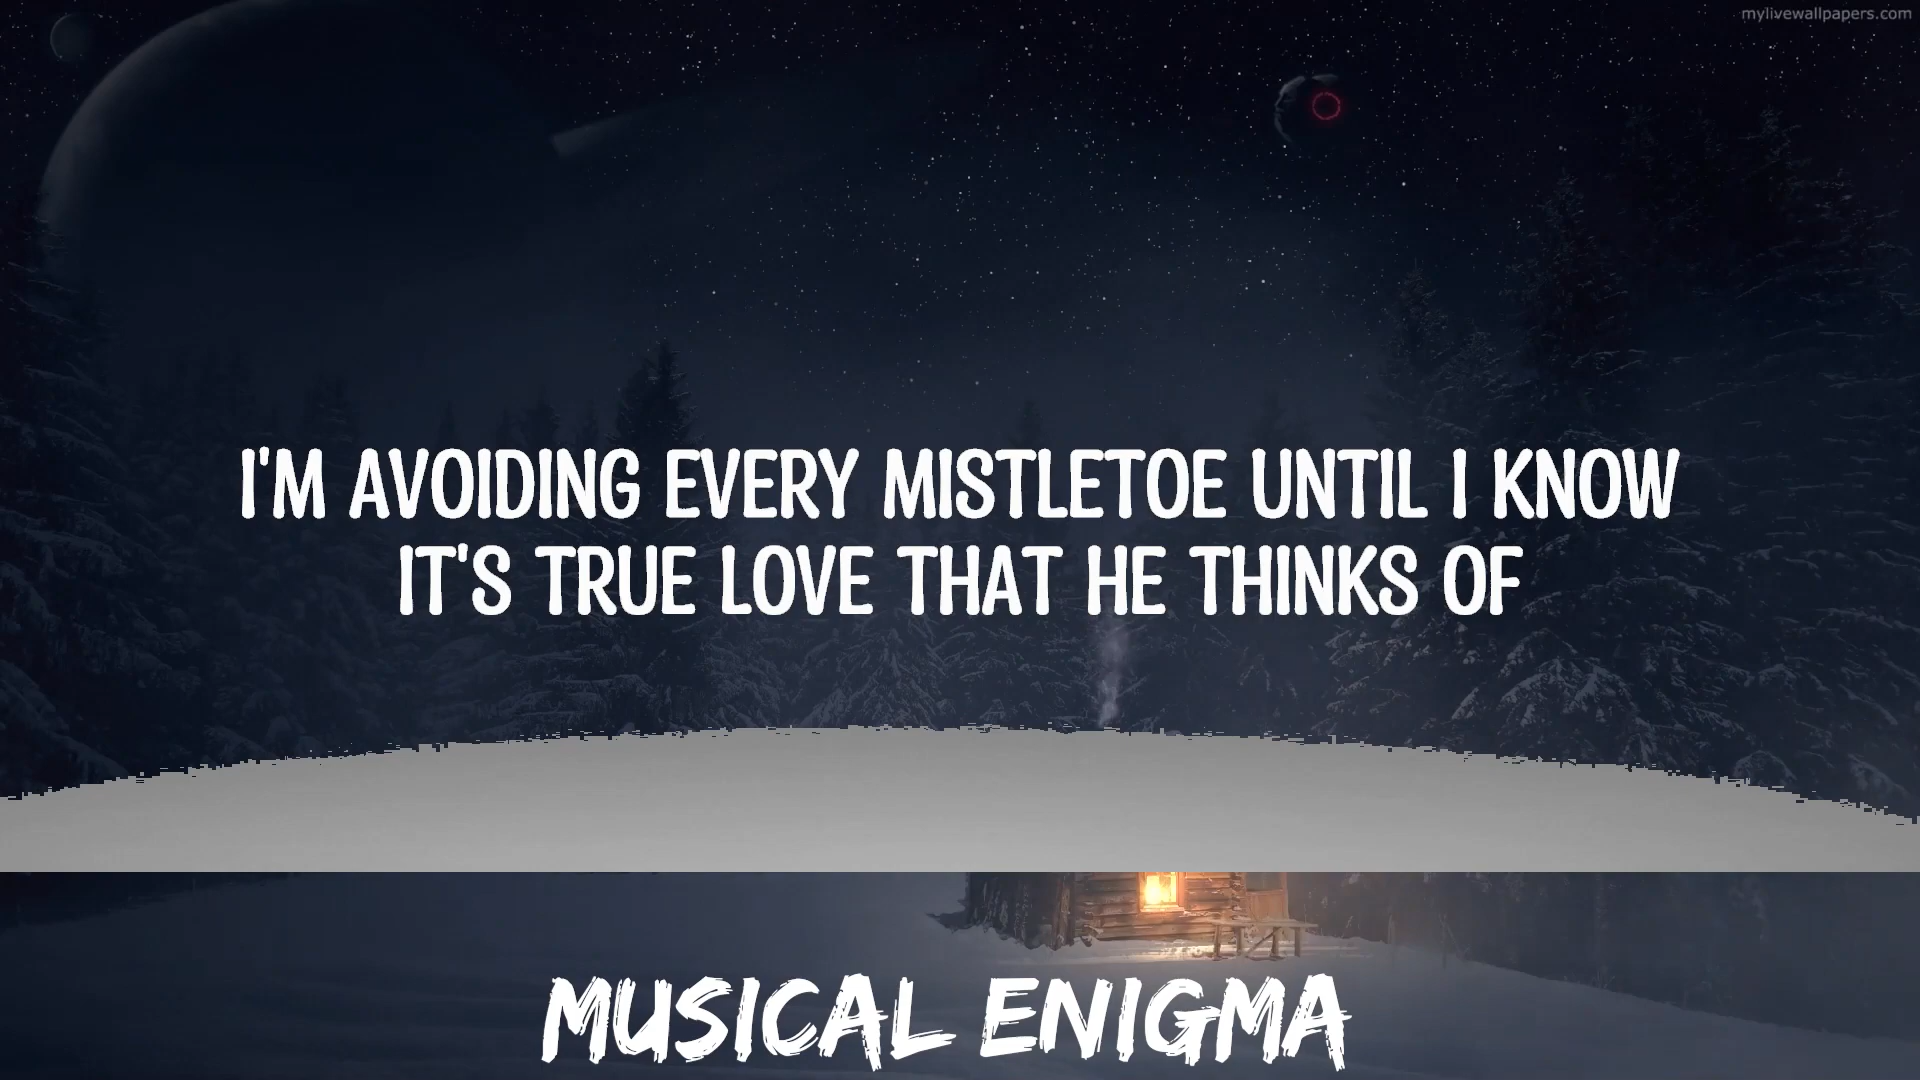 mylivewallpapers.com
I'M AVOIDING EVERY MISTLETOE UNTIL I KNOW
IT'S TRUE LOVE THAT HE THINKS OF
MUSICAL ENIGMA